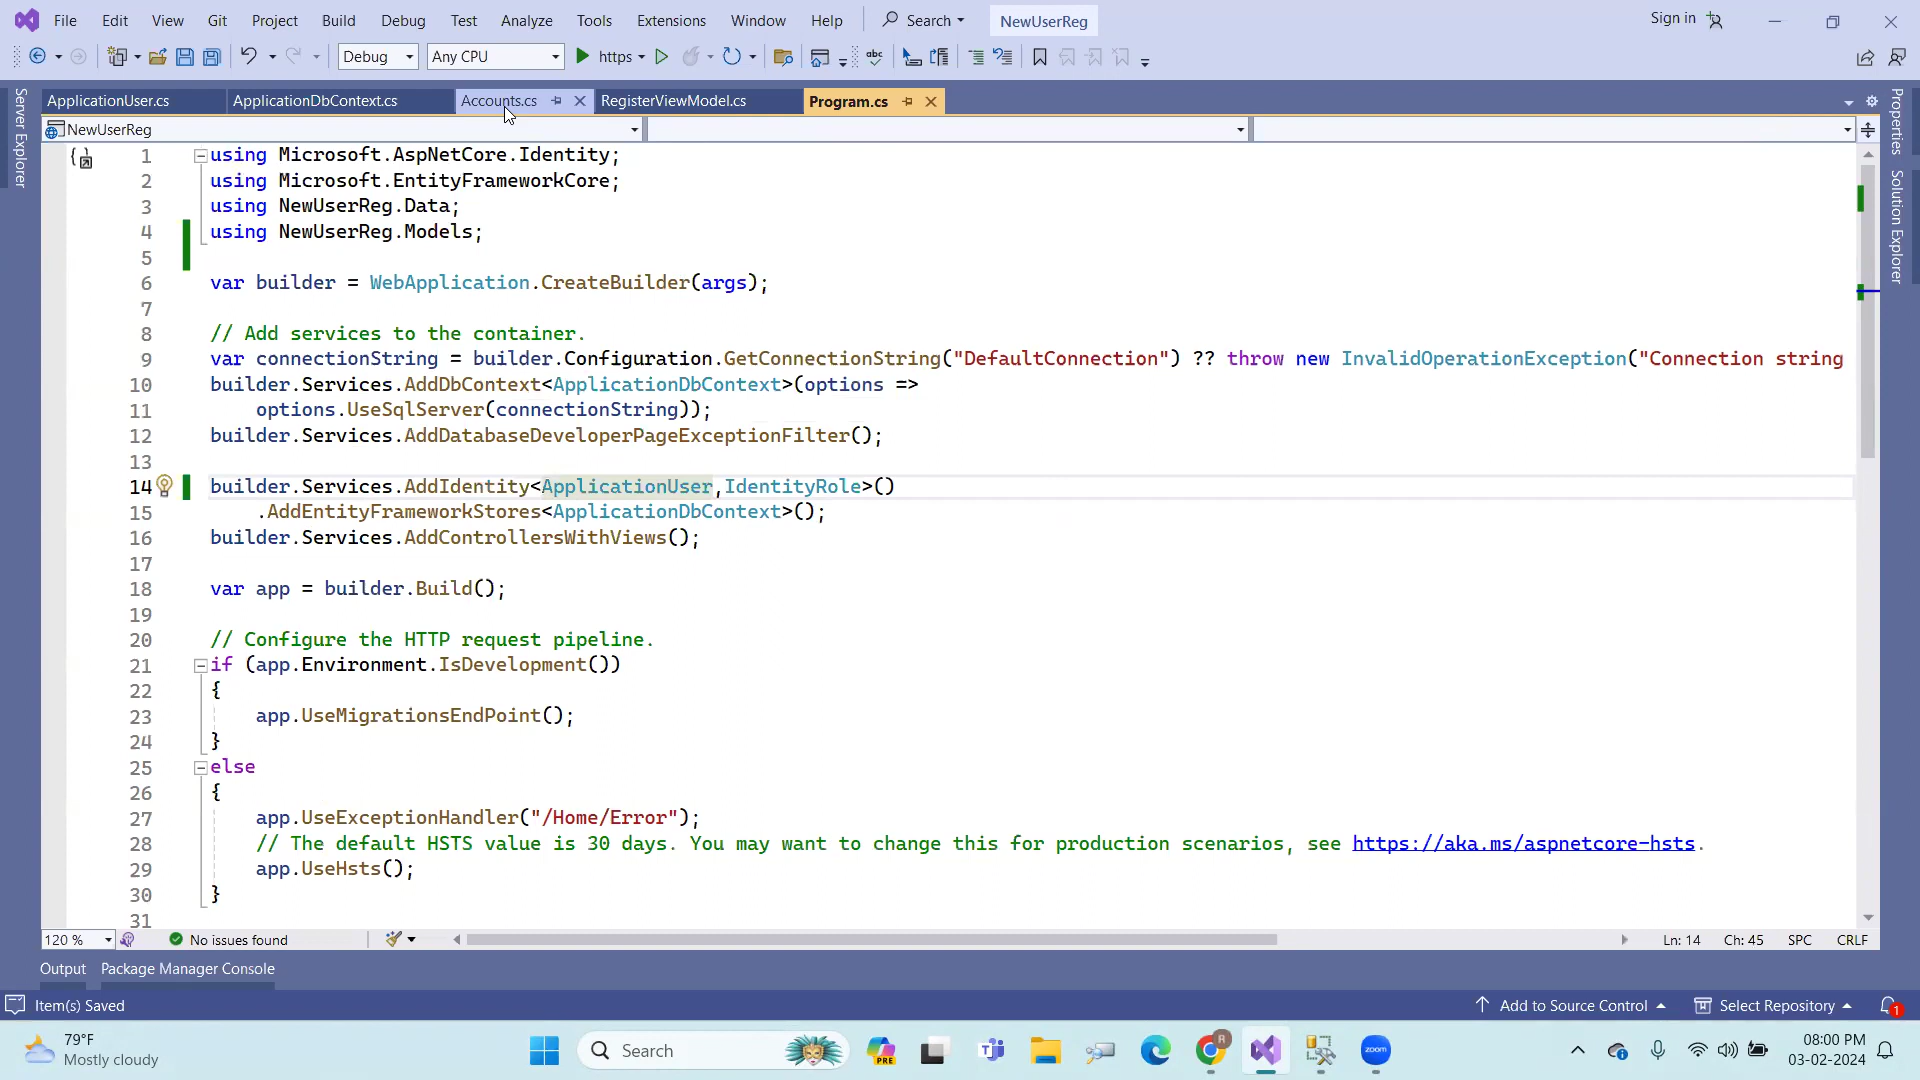 File Edit View Git Project Build Debug Test Analyze Tools Extensions Window Help Search NewUserReg Sign in
Debug Any CPU https
ApplicationUser.cs ApplicationDbContext.cs Accounts.cs RegisterViewModel.cs Program.cs
NewUserReg
Server Explorer
Properties
Solution Explorer
1 using Microsoft.AspNetCore.Identity;
2 using Microsoft.EntityFrameworkCore;
3 using NewUserReg.Data;
4 using NewUserReg.Models;
5
6 var builder = WebApplication.CreateBuilder(args);
7
8 // Add services to the container.
9 var connectionString = builder.Configuration.GetConnectionString("DefaultConnection") ?? throw new InvalidOperationException("Connection string
10 builder.Services.AddDbContext<ApplicationDbContext>(options =>
11 options.UseSqlServer(connectionString));
12 builder.Services.AddDatabaseDeveloperPageExceptionFilter();
13
14 builder.Services.AddIdentity<ApplicationUser,IdentityRole>()
15 .AddEntityFrameworkStores<ApplicationDbContext>();
16 builder.Services.AddControllersWithViews();
17
18 var app = builder.Build();
19
20 // Configure the HTTP request pipeline.
21 if (app.Environment.IsDevelopment())
22 {
23 app.UseMigrationsEndPoint();
24 }
25 else
26 {
27 app.UseExceptionHandler("/Home/Error");
28 // The default HSTS value is 30 days. You may want to change this for production scenarios, see https://aka.ms/aspnetcore-hsts.
29 app.UseHsts();
30 }
31
120 % No issues found Ln: 14 Ch: 45 SPC CRLF
Output Package Manager Console
Item(s) Saved Add to Source Control Select Repository 1
79°F
Mostly cloudy
Search
PRE
zoom
08:00 PM
03-02-2024